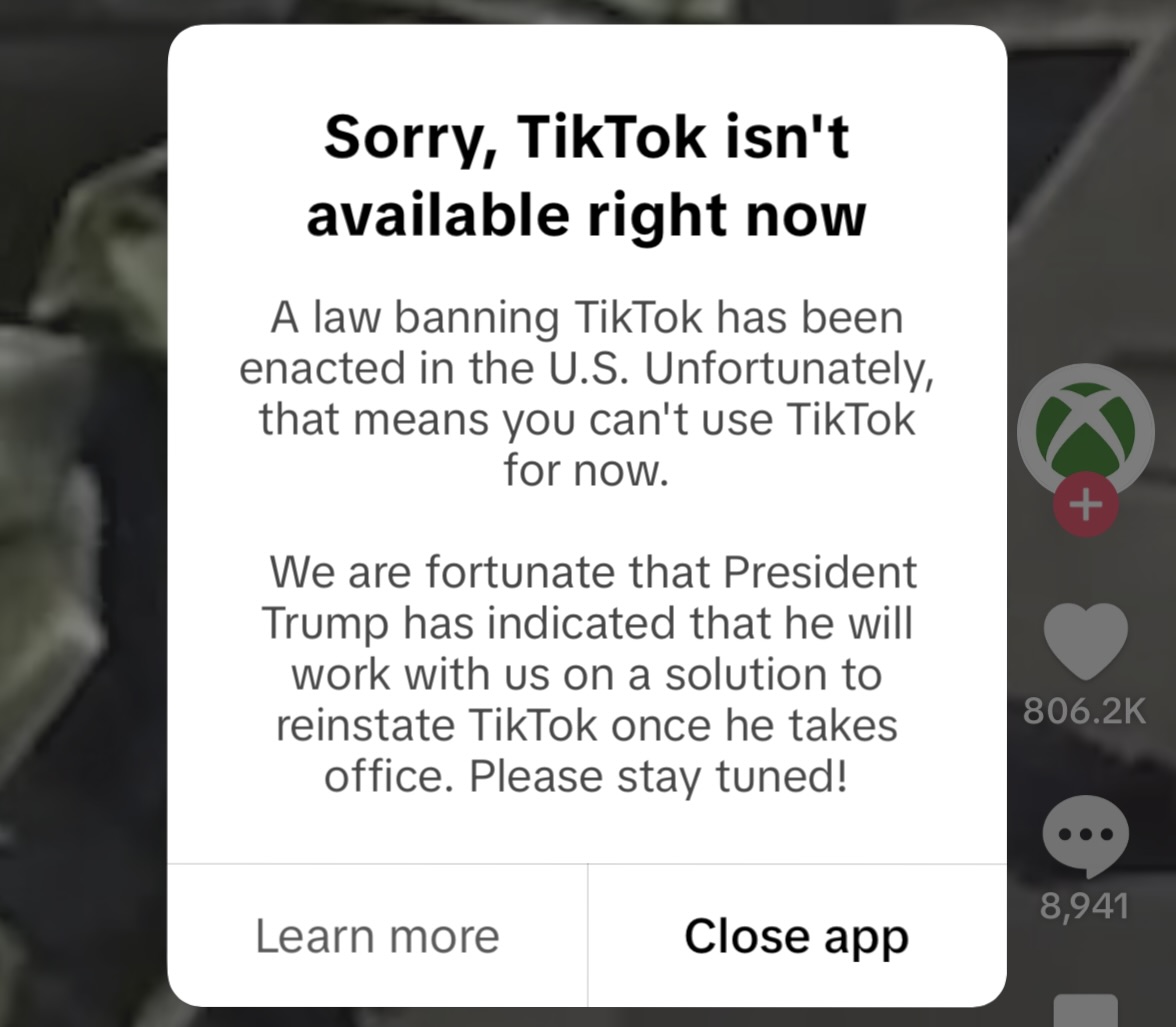 Sorry, TikTok isn't
available right now
A law banning TikTok has been
enacted in the U.S. Unfortunately,
that means you can't use TikTok
for now.
We are fortunate that President
Trump has indicated that he will
work with us on a solution to
reinstate TikTok once he takes
office. Please stay tuned!
Learn more
Close app
806.2K
8,941